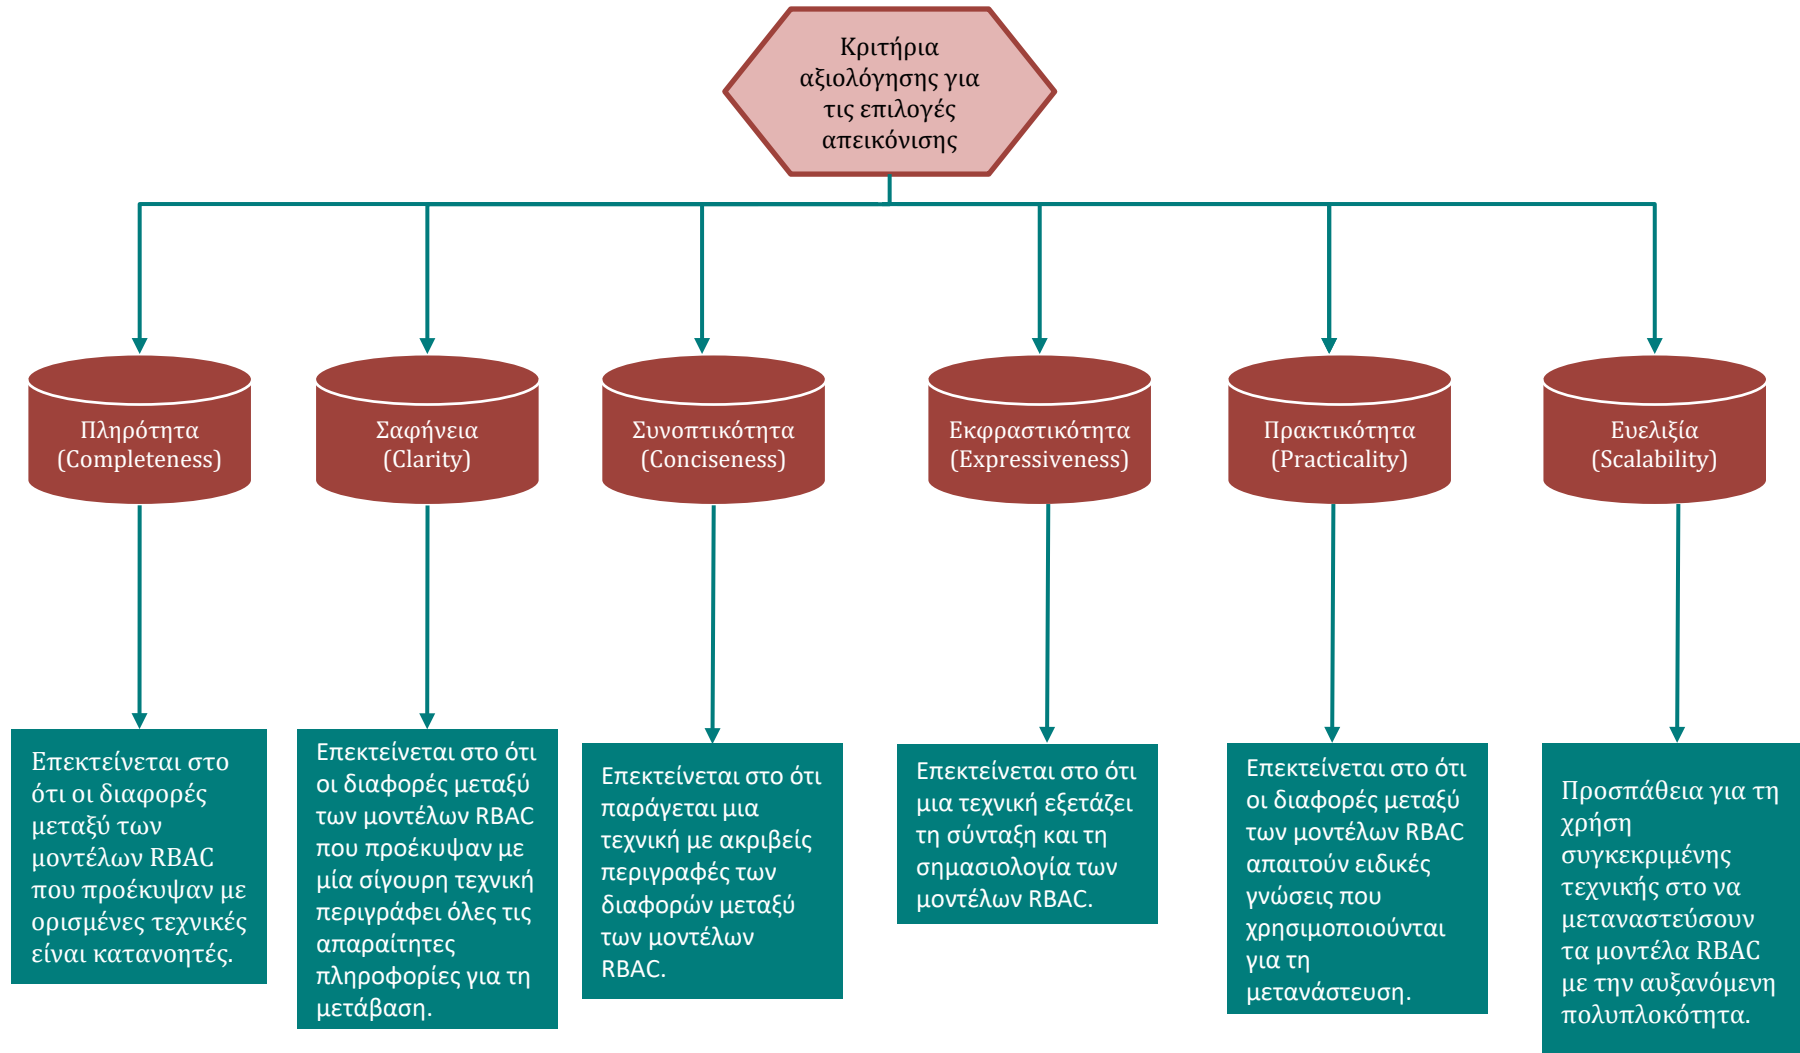 Κριτήρια
αξιολόγησης για
τις επιλογές
απεικόνισης
Πληρότητα
(Completeness)
Σαφήνεια
(Clarity)
Συνοπτικότητα
(Conciseness)
Εκφραστικότητα
(Expressiveness)
Πρακτικότητα
(Practicality)
Ευελιξία
(Scalability)
Επεκτείνεται στο
ότι οι διαφορές
μεταξύ των
μοντέλων RBAC
που προέκυψαν με
ορισμένες τεχνικές
είναι κατανοητές.
Επεκτείνεται στο ότι
οι διαφορές μεταξύ
των μοντέλων RBAC
που προέκυψαν με
μία σίγουρη τεχνική
περιγράφει όλες τις
απαραίτητες
πληροφορίες για τη
μετάβαση.
Επεκτείνεται στο ότι
παράγεται μια
τεχνική με ακριβείς
περιγραφές των
διαφορών μεταξύ
των μοντέλων
RBAC.
Επεκτείνεται στο ότι
μια τεχνική εξετάζει
τη σύνταξη και τη
σημασιολογία των
μοντέλων RBAC.
Επεκτείνεται στο ότι
οι διαφορές μεταξύ
των μοντέλων RBAC
απαιτούν ειδικές
γνώσεις που
χρησιμοποιούνται
για τη
μετανάστευση.
Προσπάθεια για τη
χρήση
συγκεκριμένης
τεχνικής στο να
μεταναστεύσουν
τα μοντέλα RBAC
με την αυξανόμενη
πολυπλοκότητα.